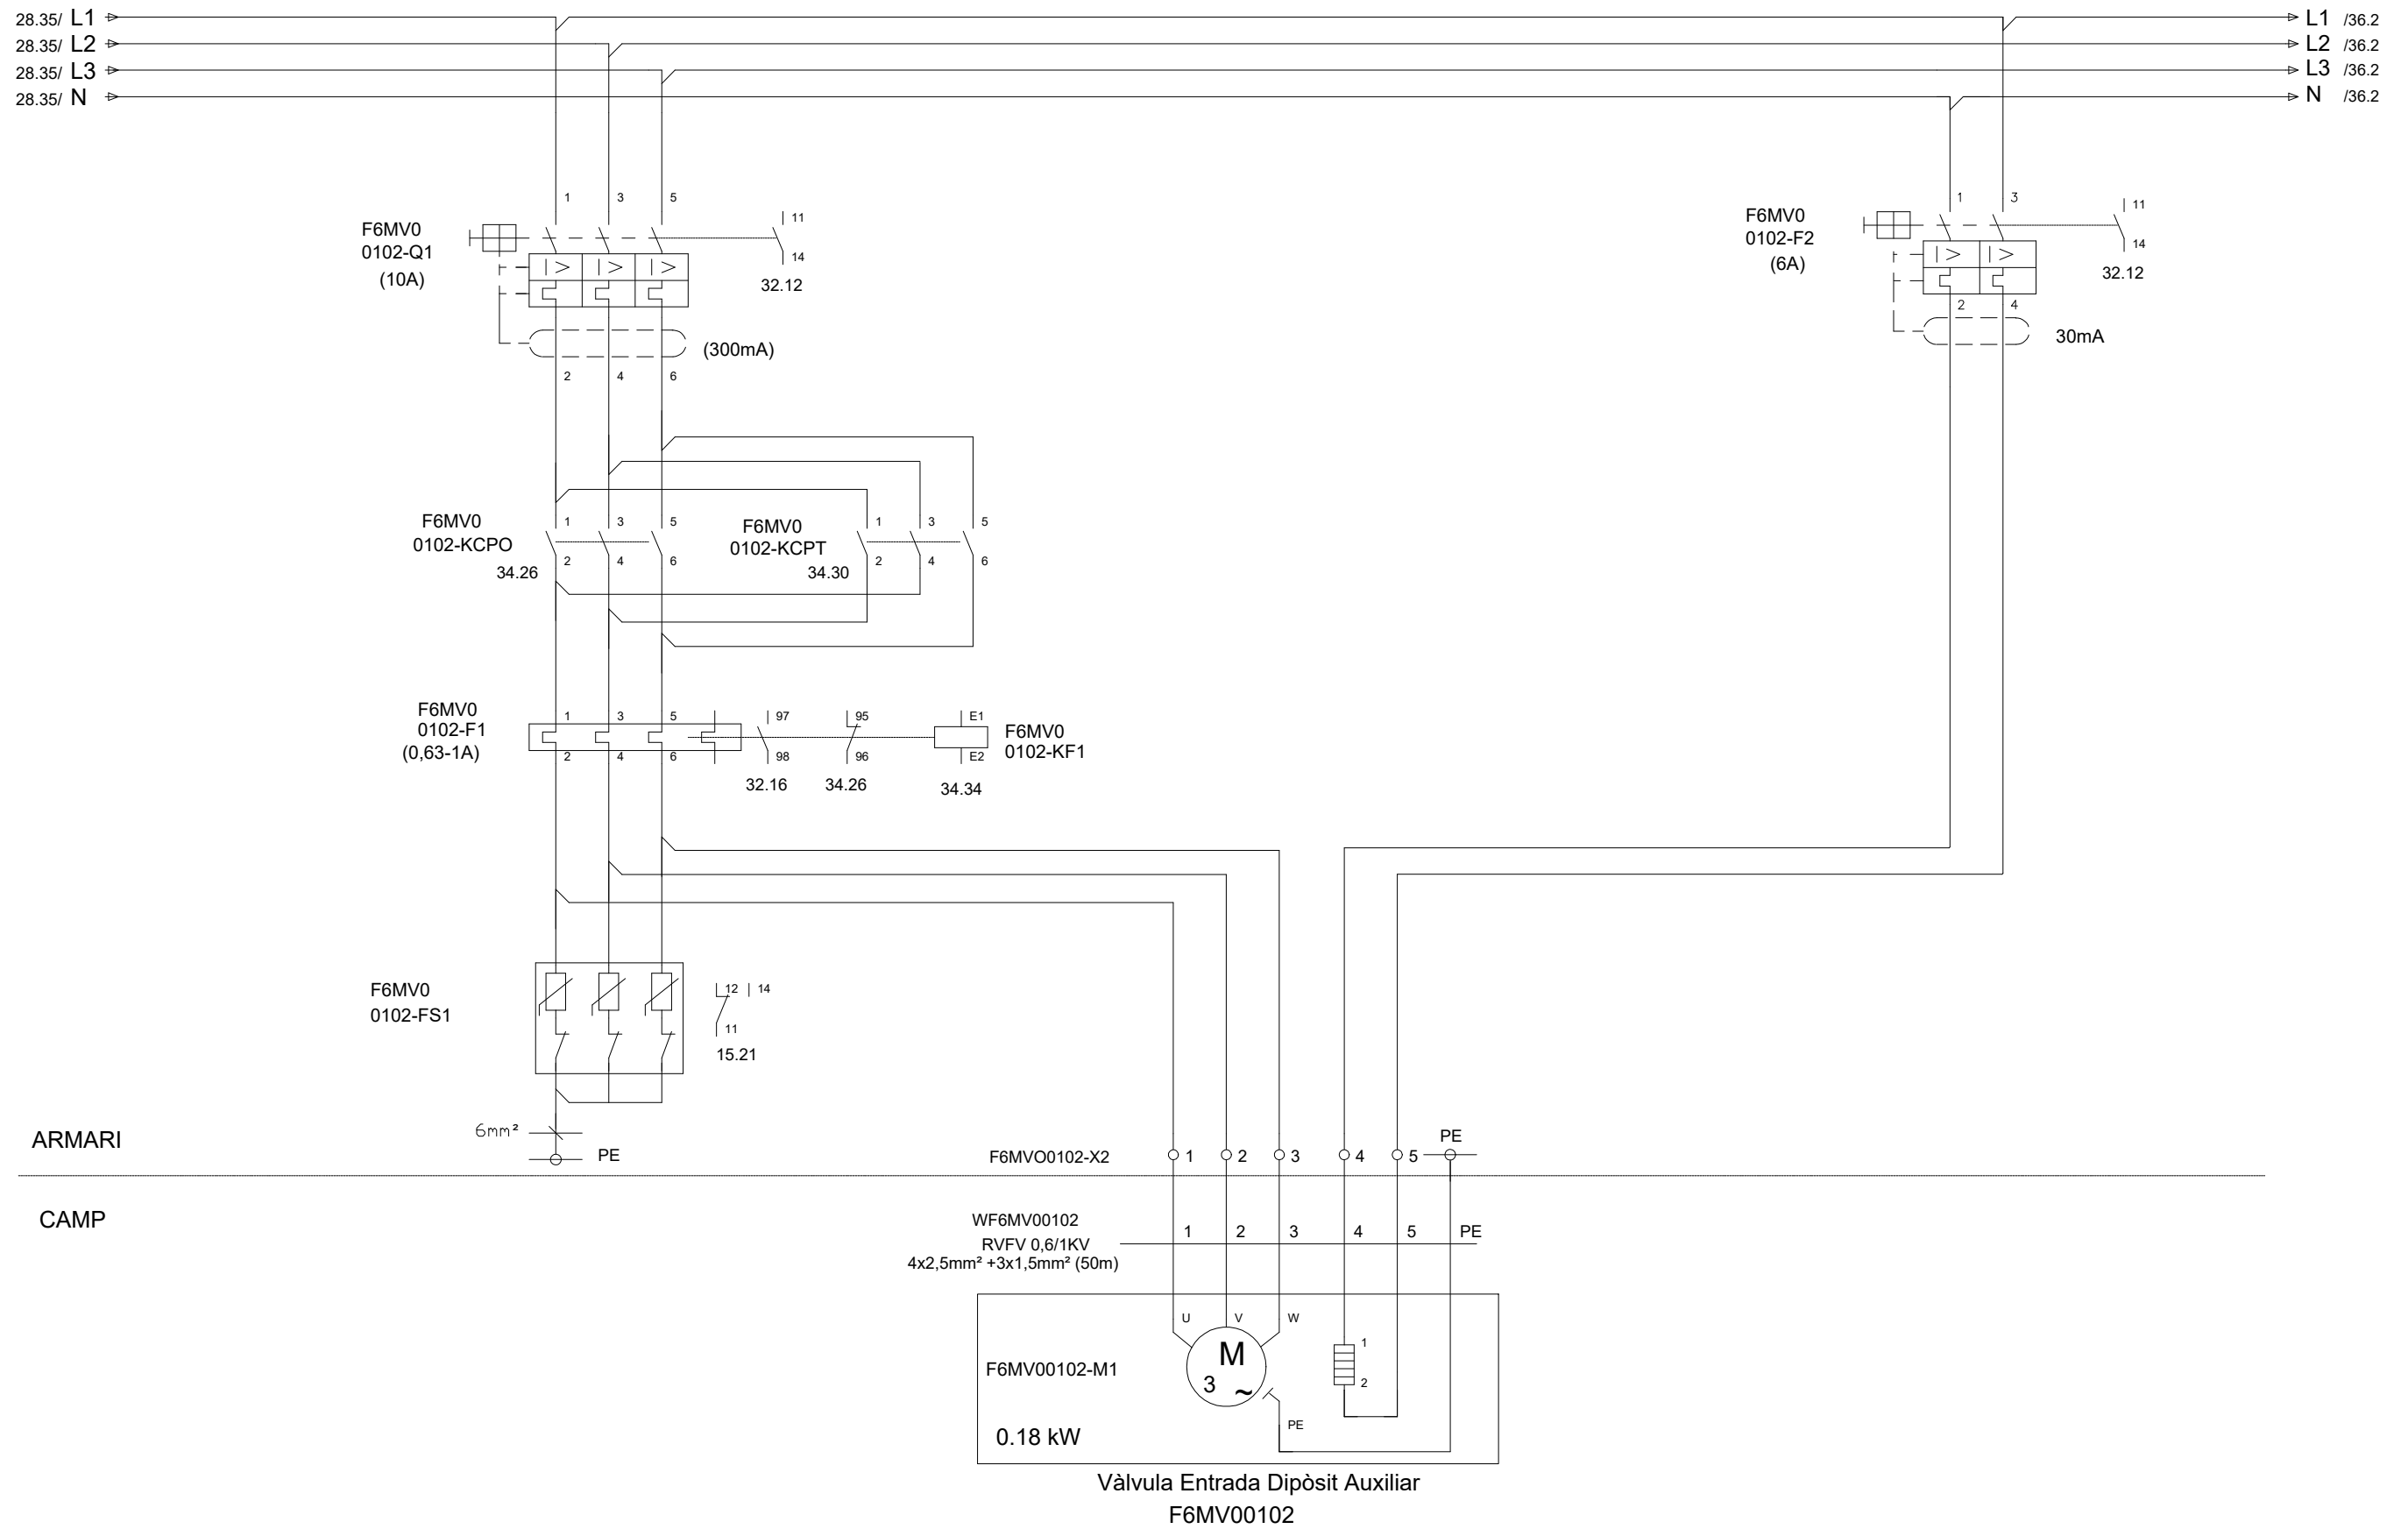 28.35/ L1
28.35/ L2
28.35/ L3
28.35/ N
L1 /36.2
L2 /36.2
L3 /36.2
N /36.2
F6MV0
0102-Q1
(10A)
1 3 5
11
14
32.12
(300mA)
2 4 6
F6MV0
0102-F2
(6A)
1 3
11
14
32.12
2 4
30mA
F6MV0
0102-KCPO
34.26
1 3 5
2 4 6
F6MV0
0102-KCPT
34.30
1 3 5
2 4 6
F6MV0
0102-F1
(0,63-1A)
1 3 5
2 4 6
97
98
32.16
95
96
34.26
E1
E2
34.34
F6MV0
0102-KF1
F6MV0
0102-FS1
12 14
11
15.21
6mm²
PE
ARMARI
CAMP
F6MVO0102-X2
1 2 3 4 5
PE
WF6MV00102
RVFV 0,6/1KV
4x2,5mm² +3x1,5mm² (50m)
1 2 3 4 5 PE
U V W
M
3 ~
F6MV00102-M1
1
2
PE
0.18 kW
Vàlvula Entrada Dipòsit Auxiliar
F6MV00102